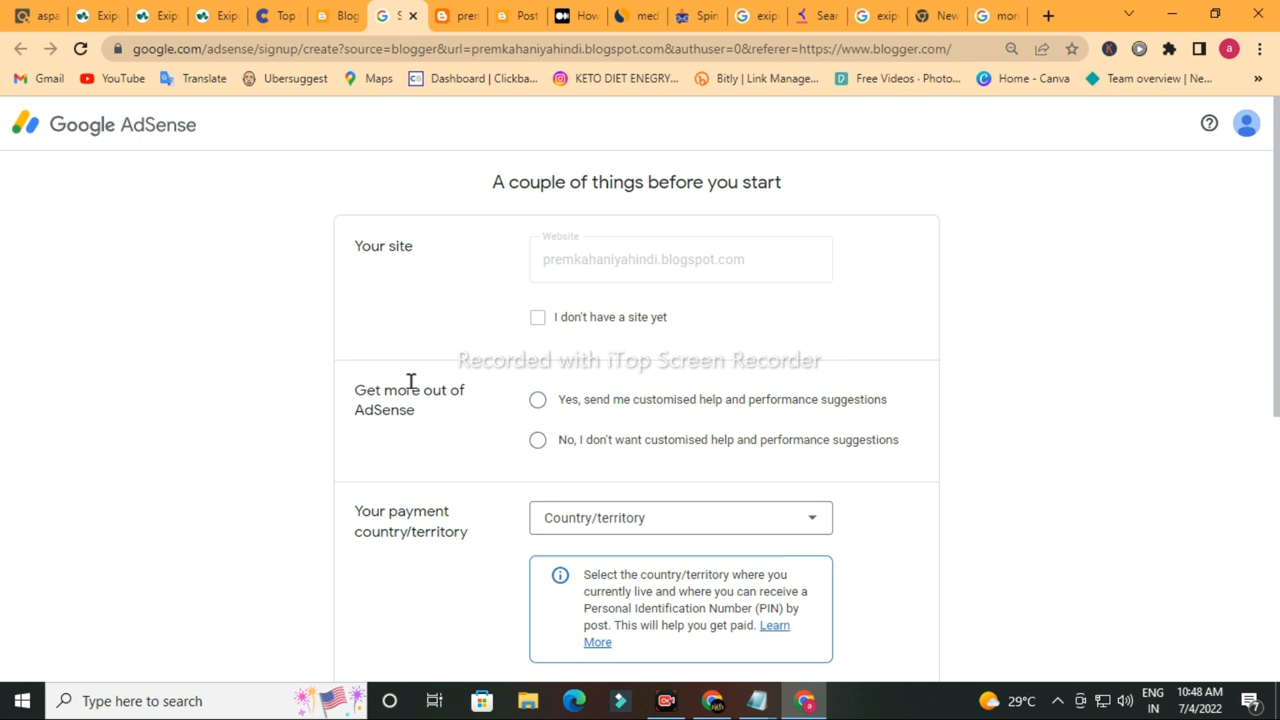 aspa
Exip
Exip
Exip
Top
Blog
S
prer
Post
How
med
Spin
exip
Sear
exip
New
mor
google.com/adsense/signup/create?source=blogger&url=premkahaniyahindi.blogspot.com&authuser=0&referer=https://www.blogger.com/
K
a
Gmail
YouTube
Translate
Ubersuggest
Maps
Dashboard | Clickba...
KETO DIET ENEGRY...
Bitly | Link Manage...
Free Videos · Photo...
Home - Canva
Team overview | Ne...
»
Google AdSense
A couple of things before you start
Your site
Website
premkahaniyahindi.blogspot.com
I don't have a site yet
Recorded with iTop Screen Recorder
Get more out of
AdSense
Yes, send me customised help and performance suggestions
No, I don't want customised help and performance suggestions
Your payment
country/territory
Country/territory
Select the country/territory where you
currently live and where you can receive a
Personal Identification Number (PIN) by
post. This will help you get paid. Learn
More
Type here to search
29°C
ENG
IN
10:48 AM
7/4/2022
7